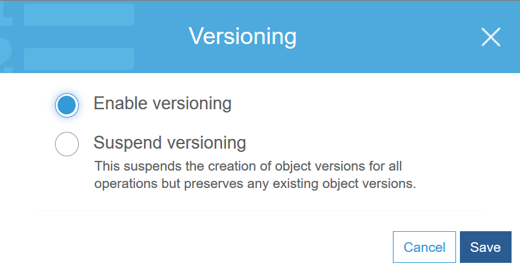 Versioning
Enable versioning
Suspend versioning
This suspends the creation of object versions for all
operations but preserves any existing object versions.
Cancel
Save